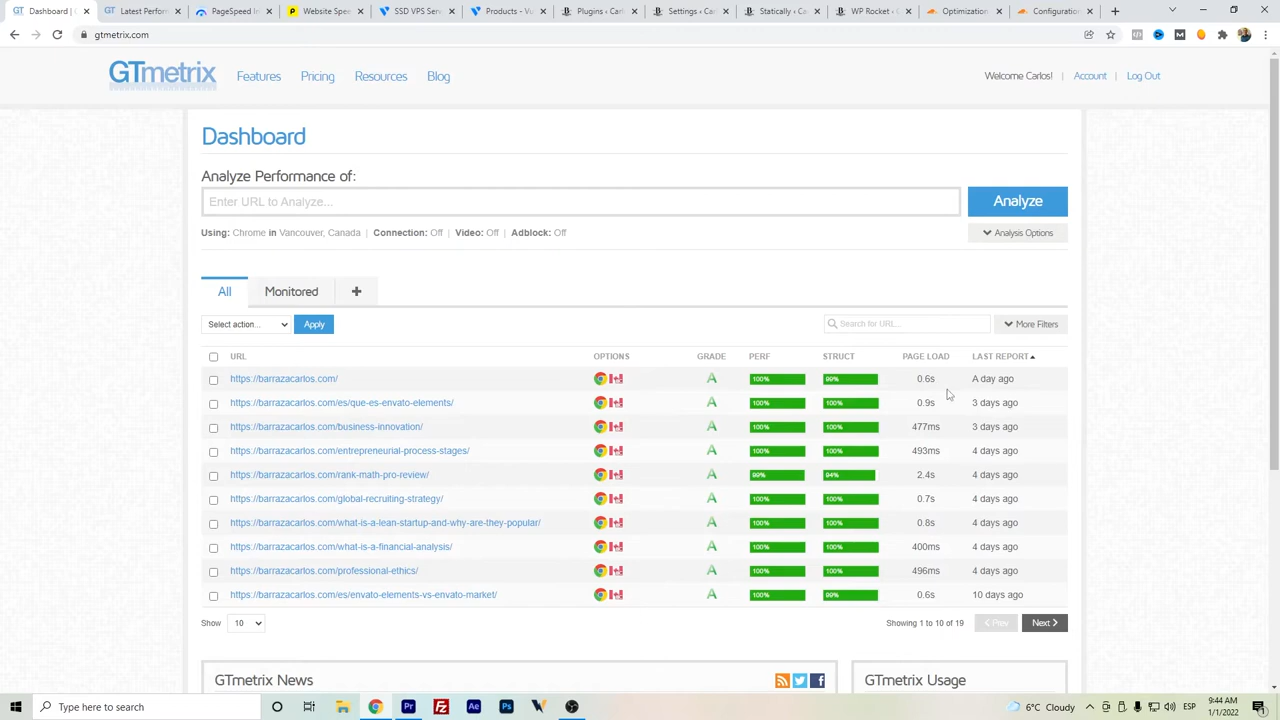 Dashboard | G
Latest Perform
GTmetrix
Website Spee
SSD VPS Serv
Products - Vu
Plugins ‹ Carl
Settings ‹ Ca
Statically ‹ Ca
WP Rocket ‹ C
Optimization
Configuration
gtmetrix.com
GTmetrix
Features
Pricing
Resources
Blog
Welcome Carlos! | Account | Log Out
Dashboard
Analyze Performance of:
Enter URL to Analyze...
Analyze
Using: Chrome in Vancouver, Canada | Connection: Off | Video: Off | Adblock: Off
Analysis Options
All
Monitored
+
Select action...
Apply
Search for URL...
More Filters
URL OPTIONS GRADE PERF STRUCT PAGE LOAD LAST REPORT
https://barrazacarlos.com/ A 100% 99% 0.6s A day ago
https://barrazacarlos.com/es/que-es-envato-elements/ A 100% 100% 0.9s 3 days ago
https://barrazacarlos.com/business-innovation/ A 100% 100% 477ms 3 days ago
https://barrazacarlos.com/entrepreneurial-process-stages/ A 100% 100% 493ms 4 days ago
https://barrazacarlos.com/rank-math-pro-review/ A 99% 94% 2.4s 4 days ago
https://barrazacarlos.com/global-recruiting-strategy/ A 100% 100% 0.7s 4 days ago
https://barrazacarlos.com/what-is-a-lean-startup-and-why-are-they-popular/ A 100% 100% 0.8s 4 days ago
https://barrazacarlos.com/what-is-a-financial-analysis/ A 100% 100% 400ms 4 days ago
https://barrazacarlos.com/professional-ethics/ A 100% 100% 496ms 4 days ago
https://barrazacarlos.com/es/envato-elements-vs-envato-market/ A 100% 99% 0.6s 10 days ago
Show 10
Showing 1 to 10 of 19
Prev
Next
GTmetrix News
GTmetrix Usage
Type here to search
6°C Cloudy
ESP
9:44 AM
1/1/2022